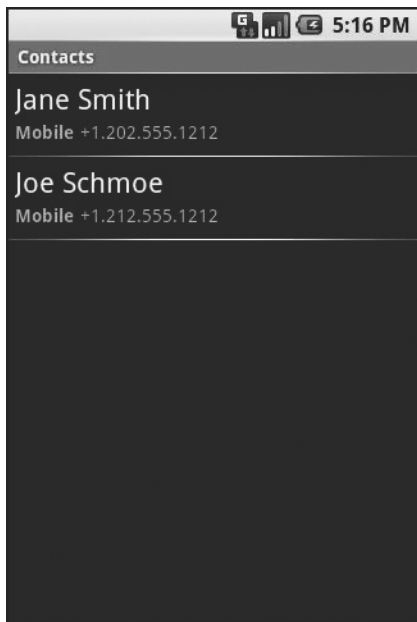 G 5:16 PM
Contacts
Jane Smith
Mobile +1.202.555.1212
Joe Schmoe
Mobile +1.212.555.1212